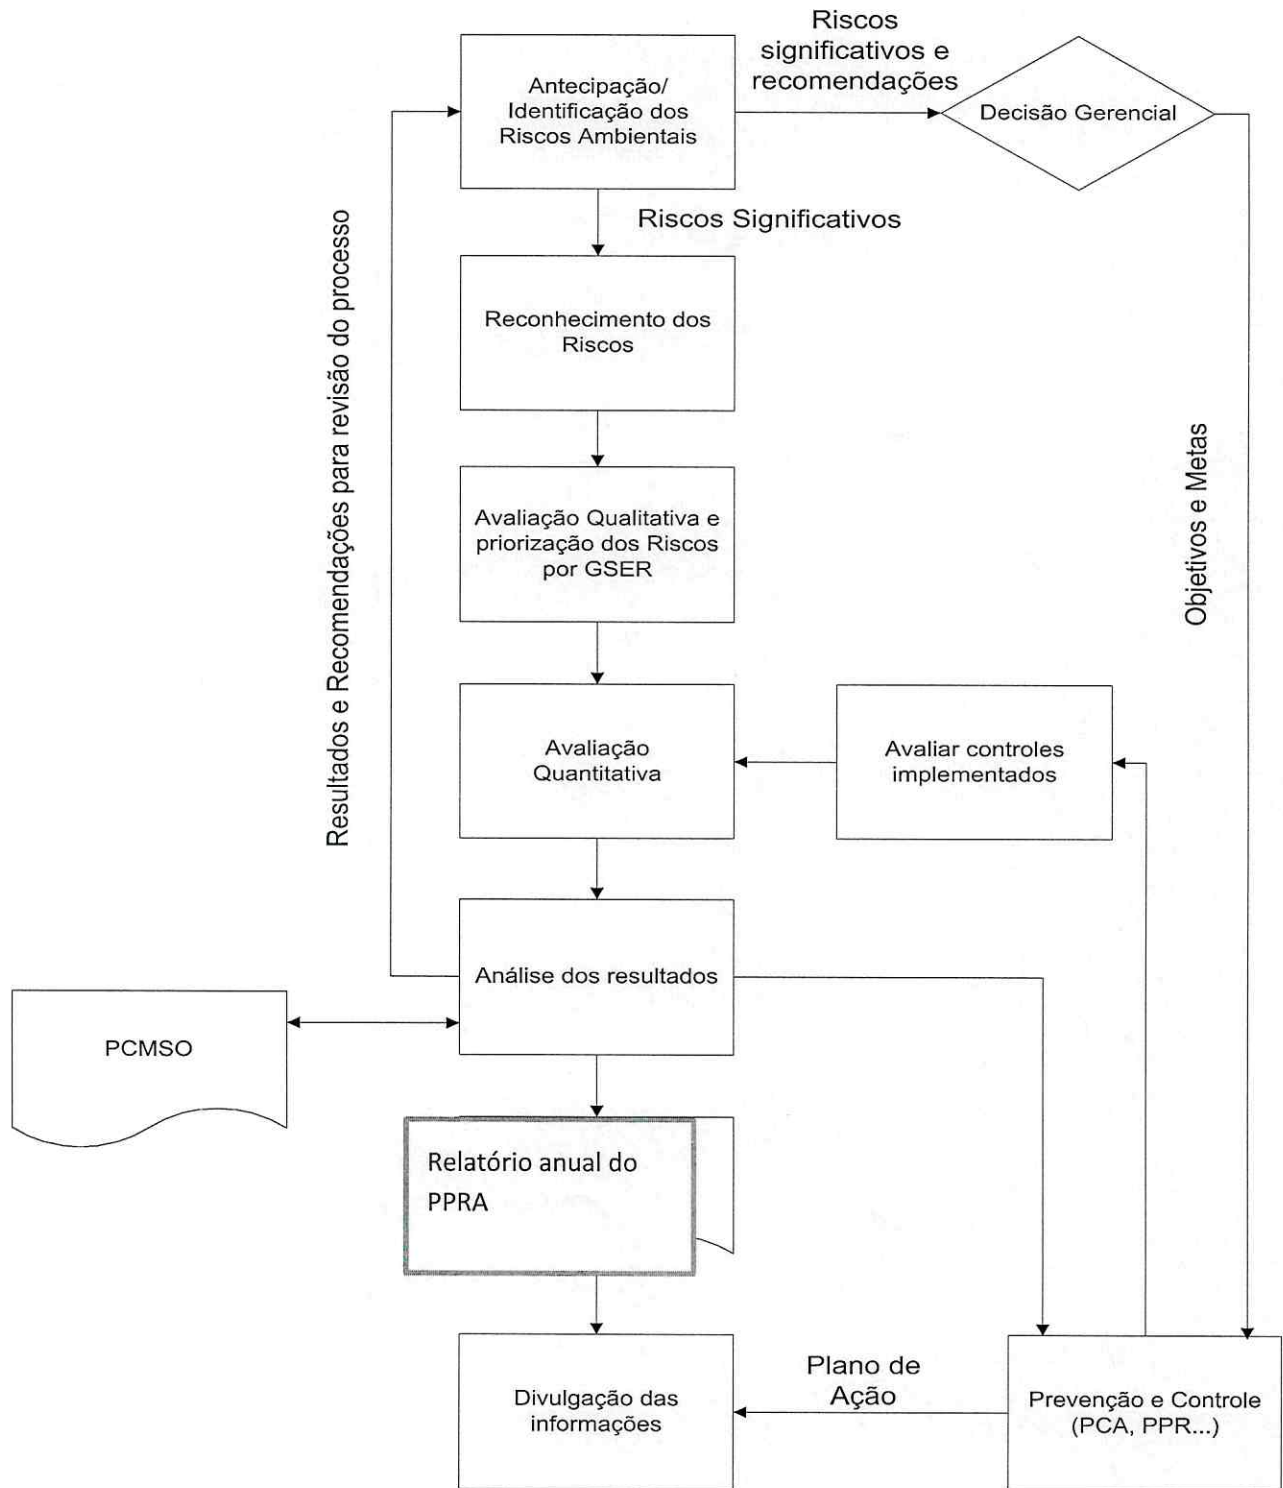 Riscos
significativos e
recomendações
Antecipação/
Identificação dos
Riscos Ambientais
Decisão Gerencial
Riscos Significativos
Resultados e Recomendações para revisão do processo
Reconhecimento dos
Riscos
Objetivos e Metas
Avaliação Qualitativa e
priorização dos Riscos
por GSER
Avaliação
Quantitativa
Avaliar controles
implementados
Análise dos resultados
PCMSO
Relatório anual do
PPRA
Plano de
Ação
Divulgação das
informações
Prevenção e Controle
(PCA, PPR...)